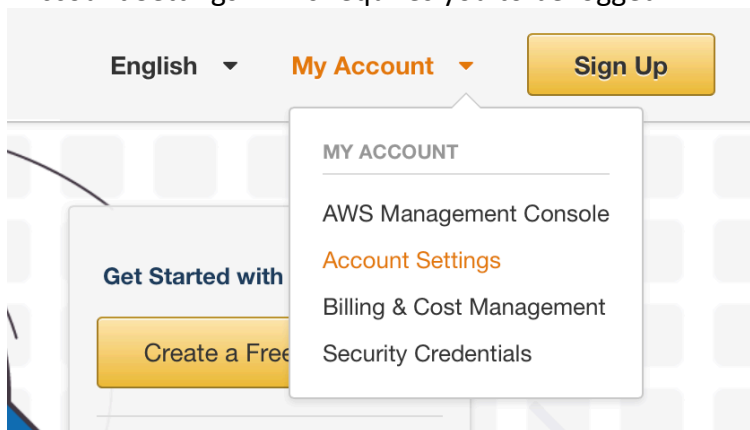 English
My Account
Sign Up
MY ACCOUNT
AWS Management Console
Account Settings
Billing & Cost Management
Security Credentials
Get Started with
Create a Free